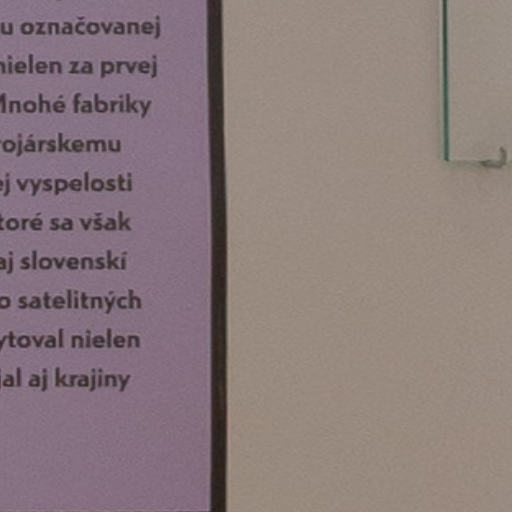 u označovanej
nielen za prvej
Mnohé fabriky
ojárskemu
ej vyspelosti
toré sa však
aj slovenskí
o satelitných
ytoval nielen
jal aj krajiny